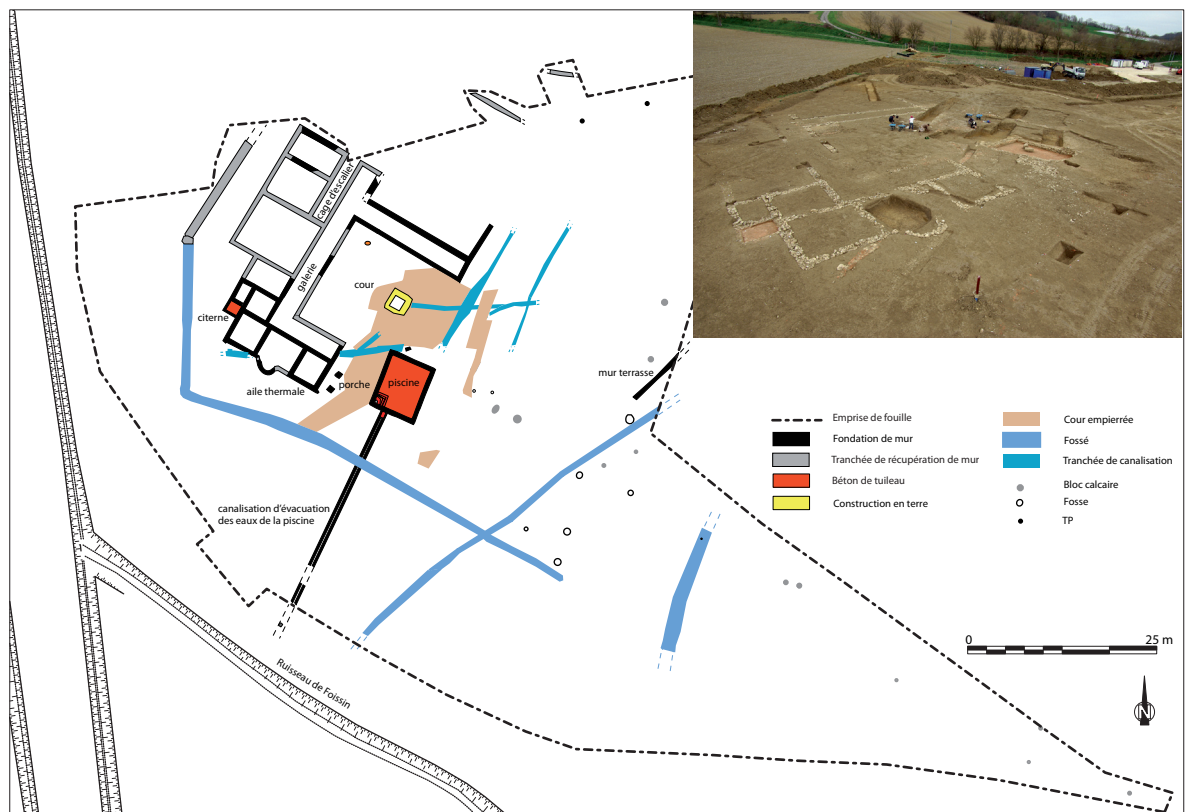 cage d'escalier
galerie
cour
citerne
aile thermale
porche
piscine
mur terrasse
canalisation d'évacuation
des eaux de la piscine
Ruisseau de Foissin
Emprise de fouille
Fondation de mur
Tranchée de récupération de mur
Béton de tuileau
Construction en terre
Cour empierrée
Fossé
Tranchée de canalisation
Bloc calcaire
Fosse
TP
0 25 m
N